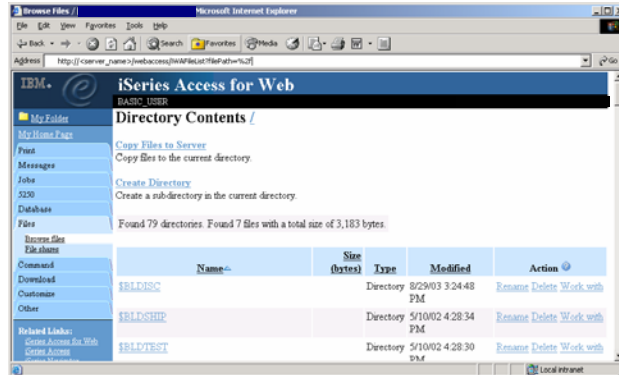 Browse Files / Microsoft Internet Explorer
File Edit View Favorites Tools Help
Back Search Favorites Media
Address http://<server_name>/webaccess/iWAFileList?filePath=%2f Go
IBM. iSeries Access for Web
BASIC_USER
My Folder
My Home Page
Print
Messages
Jobs
5250
Database
Files
Browse files
File shares
Command
Download
Customize
Other
Related Links:
iSeries Access for Web
iSeries Access
Directory Contents /
Copy Files to Server
Copy files to the current directory.
Create Directory
Create a subdirectory in the current directory.
Found 79 directories. Found 7 files with a total size of 3,183 bytes.
Name Size (bytes) Type Modified Action
$BLDISC Directory 8/29/03 3:24:48 PM Rename Delete Work with
$BLDSHIP Directory 5/10/02 4:28:34 PM Rename Delete Work with
$BLDTEST Directory 5/10/02 4:28:30 PM Rename Delete Work with
Local intranet